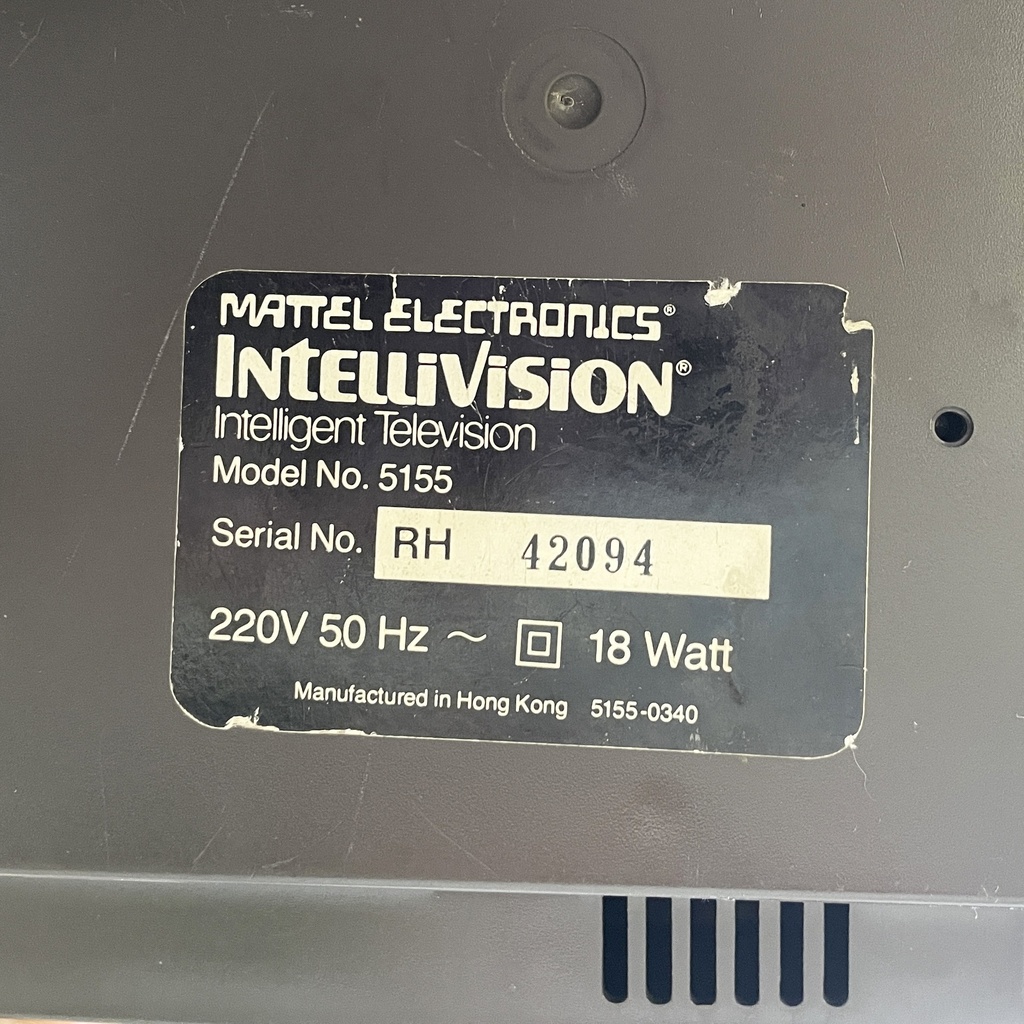 MATTEL ELECTRONICS®
INTELLIVISION®
Intelligent Television
Model No. 5155
Serial No. RH 42094
220V 50 Hz ~ 18 Watt
Manufactured in Hong Kong 5155-0340